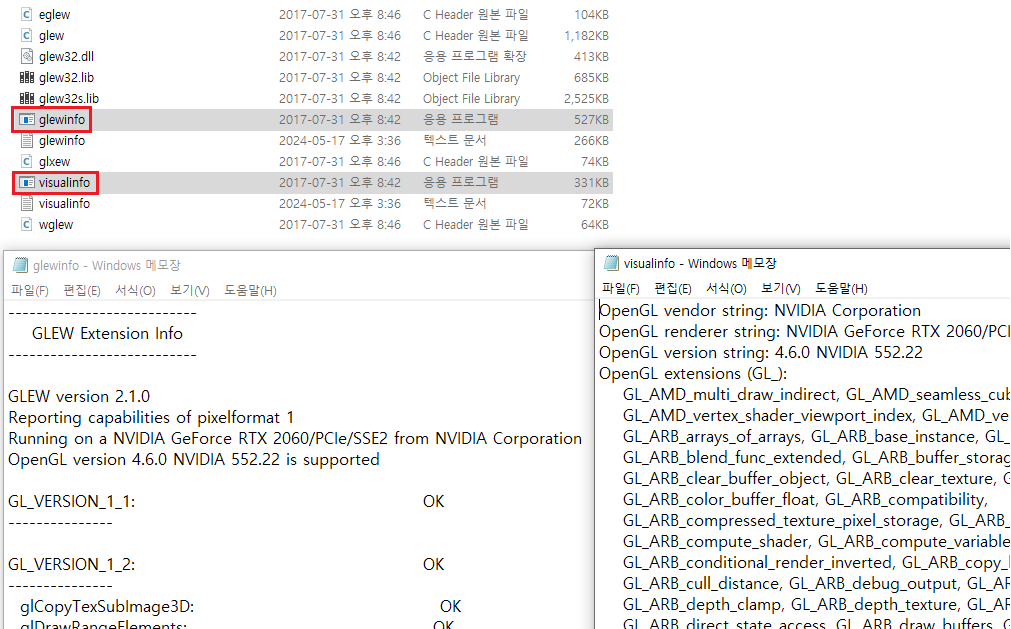 eglew 2017-07-31 오후 8:46 C Header 원본 파일 104KB
glew 2017-07-31 오후 8:46 C Header 원본 파일 1,182KB
glew32.dll 2017-07-31 오후 8:42 응용 프로그램 확장 413KB
glew32.lib 2017-07-31 오후 8:42 Object File Library 685KB
glew32s.lib 2017-07-31 오후 8:42 Object File Library 2,525KB
glewinfo 2017-07-31 오후 8:42 응용 프로그램 527KB
glewinfo 2024-05-17 오후 3:36 텍스트 문서 266KB
glxew 2017-07-31 오후 8:46 C Header 원본 파일 74KB
visualinfo 2017-07-31 오후 8:42 응용 프로그램 331KB
visualinfo 2024-05-17 오후 3:36 텍스트 문서 72KB
wglew 2017-07-31 오후 8:46 C Header 원본 파일 64KB
glewinfo - Windows 메모장
파일(F) 편집(E) 서식(O) 보기(V) 도움말(H)
---------------------------
GLEW Extension Info
---------------------------
GLEW version 2.1.0
Reporting capabilities of pixelformat 1
Running on a NVIDIA GeForce RTX 2060/PCIe/SSE2 from NVIDIA Corporation
OpenGL version 4.6.0 NVIDIA 552.22 is supported
GL_VERSION_1_1: OK
---------------
GL_VERSION_1_2: OK
---------------
glCopyTexSubImage3D: OK
glDrawRangeElements: OK
visualinfo - Windows 메모장
파일(F) 편집(E) 서식(O) 보기(V) 도움말(H)
OpenGL vendor string: NVIDIA Corporation
OpenGL renderer string: NVIDIA GeForce RTX 2060/PCI
OpenGL version string: 4.6.0 NVIDIA 552.22
OpenGL extensions (GL_):
GL_AMD_multi_draw_indirect, GL_AMD_seamless_cub
GL_AMD_vertex_shader_viewport_index, GL_AMD_ve
GL_ARB_arrays_of_arrays, GL_ARB_base_instance, GL_
GL_ARB_blend_func_extended, GL_ARB_buffer_storag
GL_ARB_clear_buffer_object, GL_ARB_clear_texture, G
GL_ARB_color_buffer_float, GL_ARB_compatibility,
GL_ARB_compressed_texture_pixel_storage, GL_ARB_
GL_ARB_compute_shader, GL_ARB_compute_variable
GL_ARB_conditional_render_inverted, GL_ARB_copy_
GL_ARB_cull_distance, GL_ARB_debug_output, GL_AR
GL_ARB_depth_clamp, GL_ARB_depth_texture, GL_AR
GL_ARB_direct_state_access, GL_ARB_draw_buffers, G